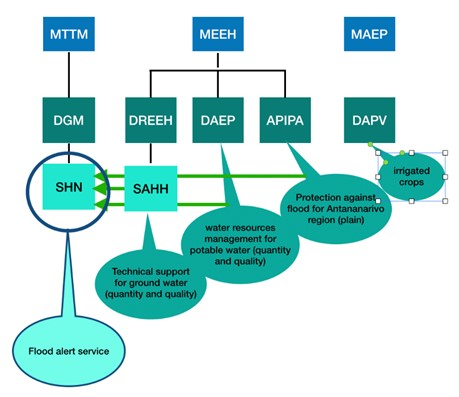 MTTM
MEEH
MAEP
DGM
DREEH
DAEP
APIPA
DAPV
SHN
SAHH
irrigated
crops
Protection against
flood for Antananarivo
region (plain)
water resources
management for
potable water (quantity
and quality)
Technical support
for ground water
(quantity and quality)
Flood alert service